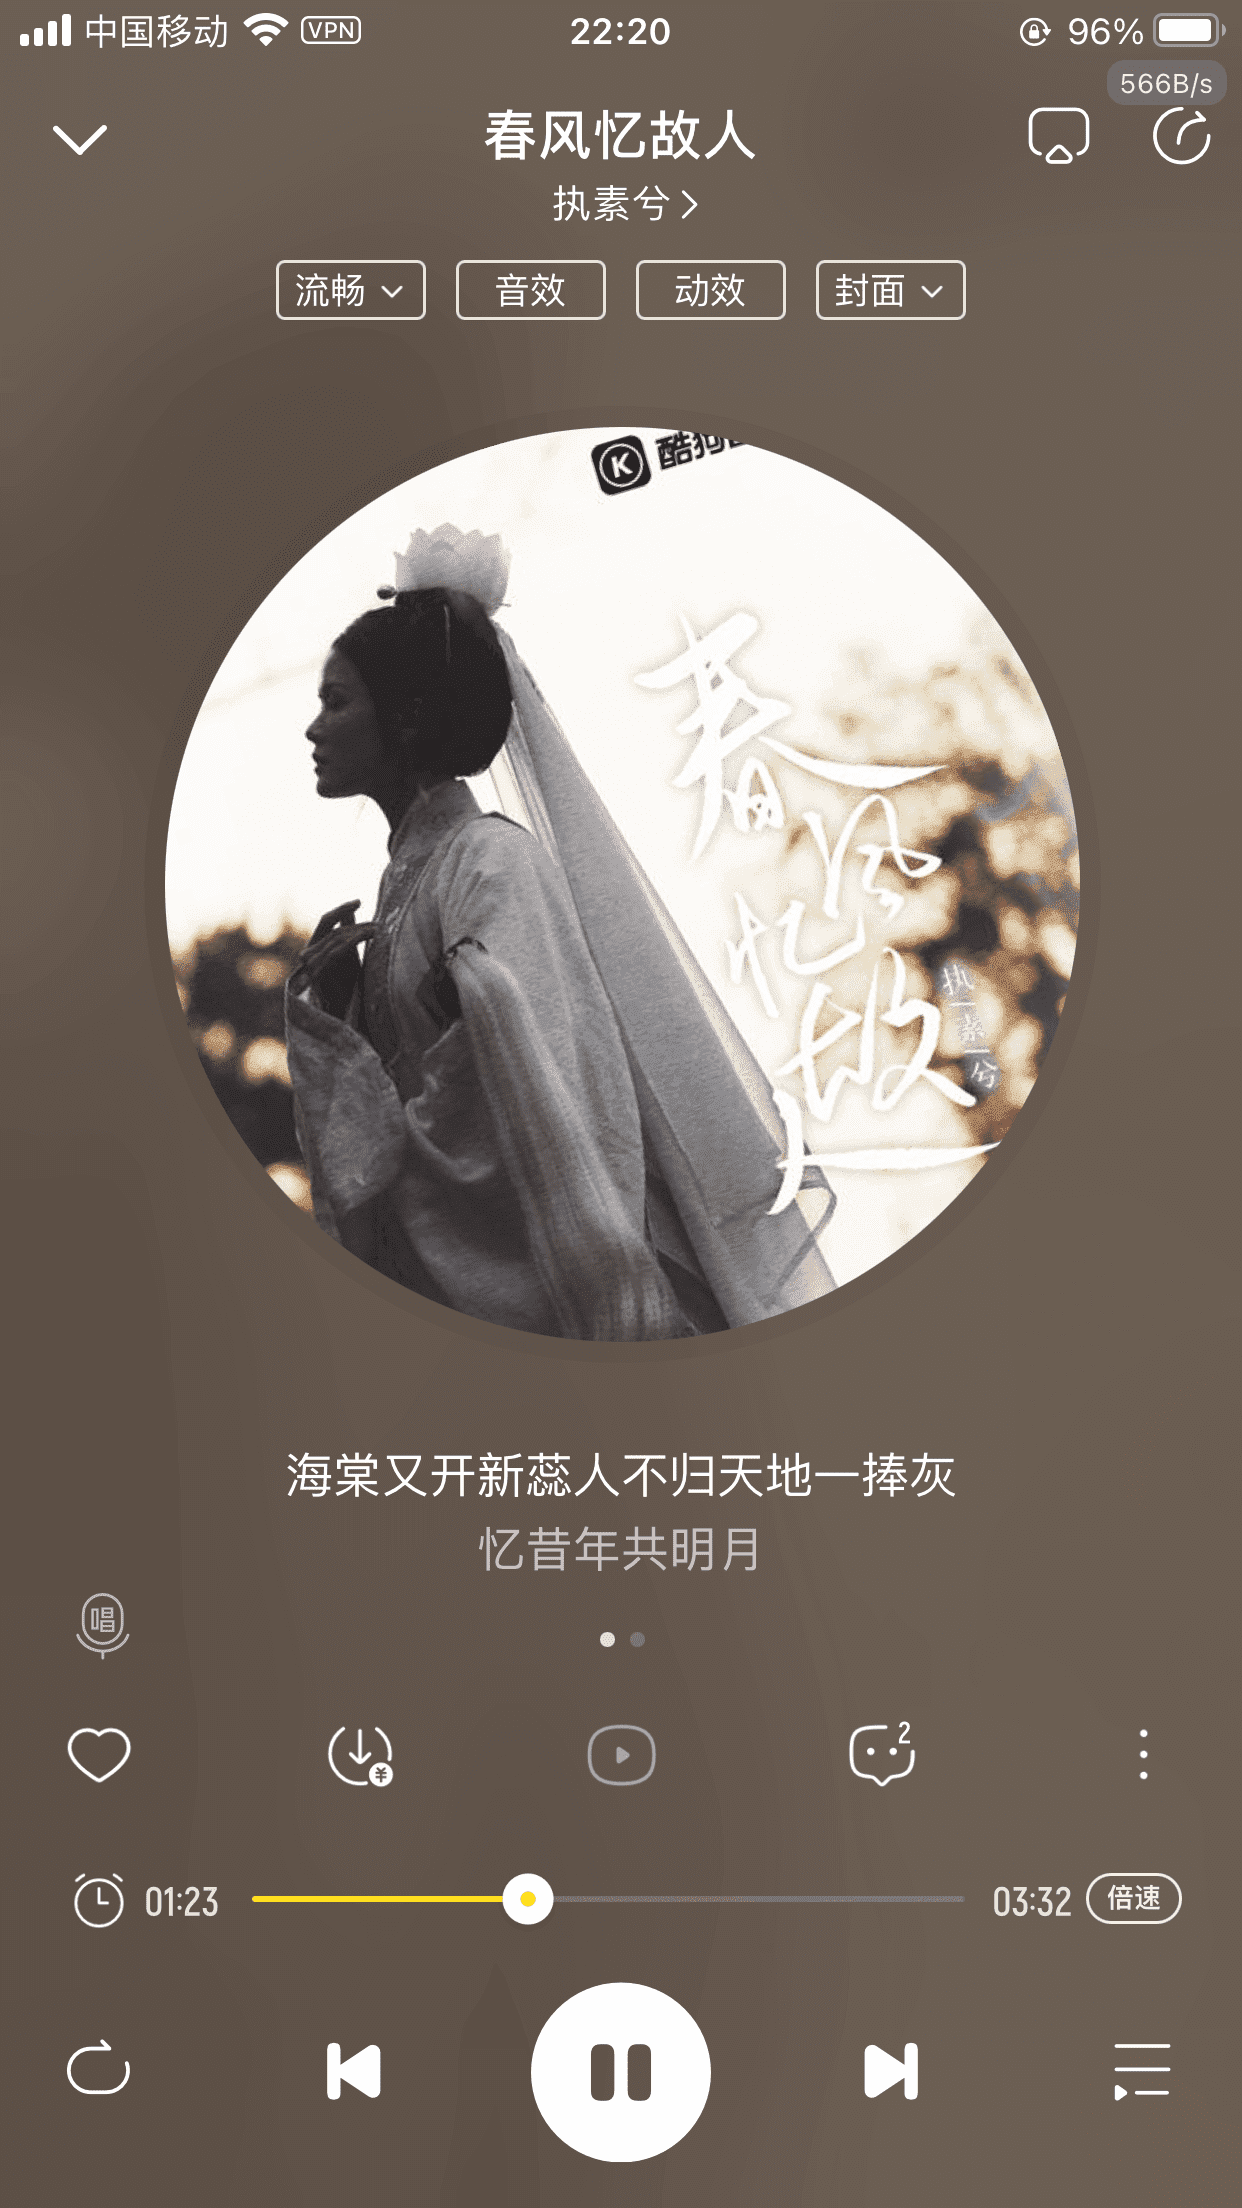 中国移动 VPN 22:20 96%
566B/s
春风忆故人
执素兮
流畅 音效 动效 封面
K 酷狗
春风忆故人
执素兮
海棠又开新蕊人不归天地一捧灰
忆昔年共明月
唱
2
01:23 03:32 倍速